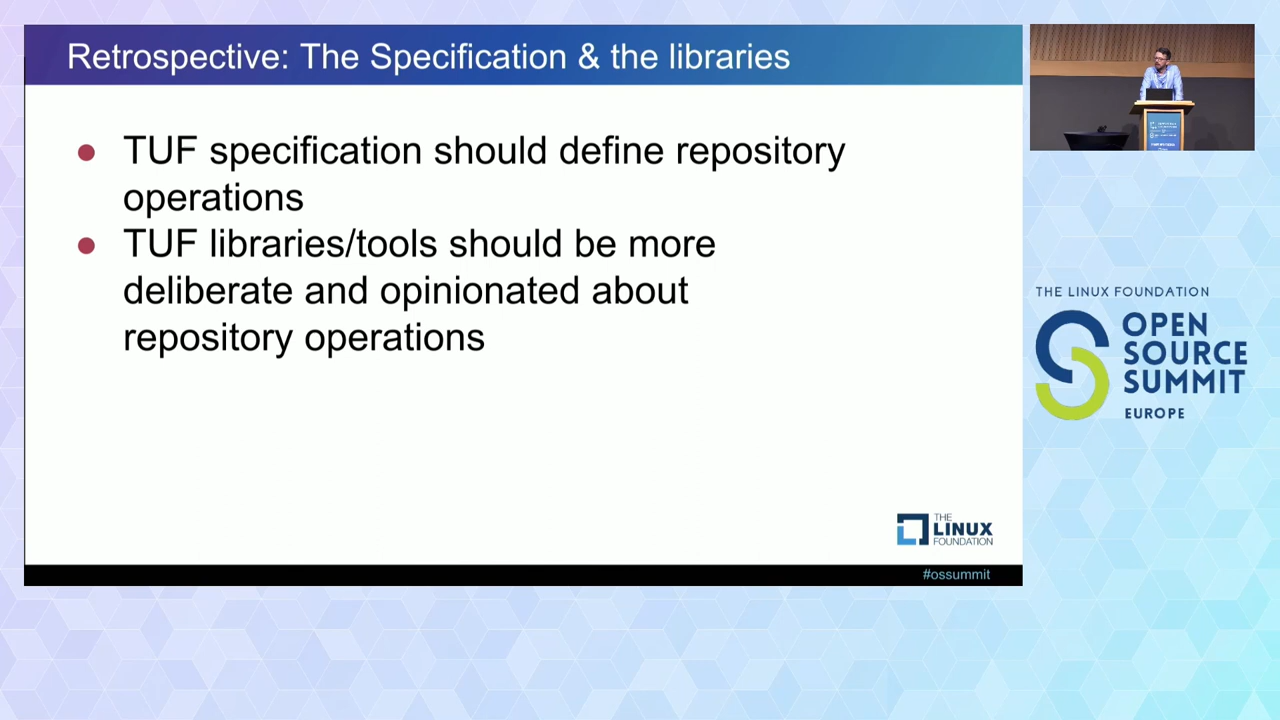 Retrospective: The Specification & the libraries
TUF specification should define repository
operations
TUF libraries/tools should be more
deliberate and opinionated about
repository operations
THE
LINUX
FOUNDATION
#ossummit
THE LINUX FOUNDATION
OPEN
SOURCE
SUMMIT
EUROPE